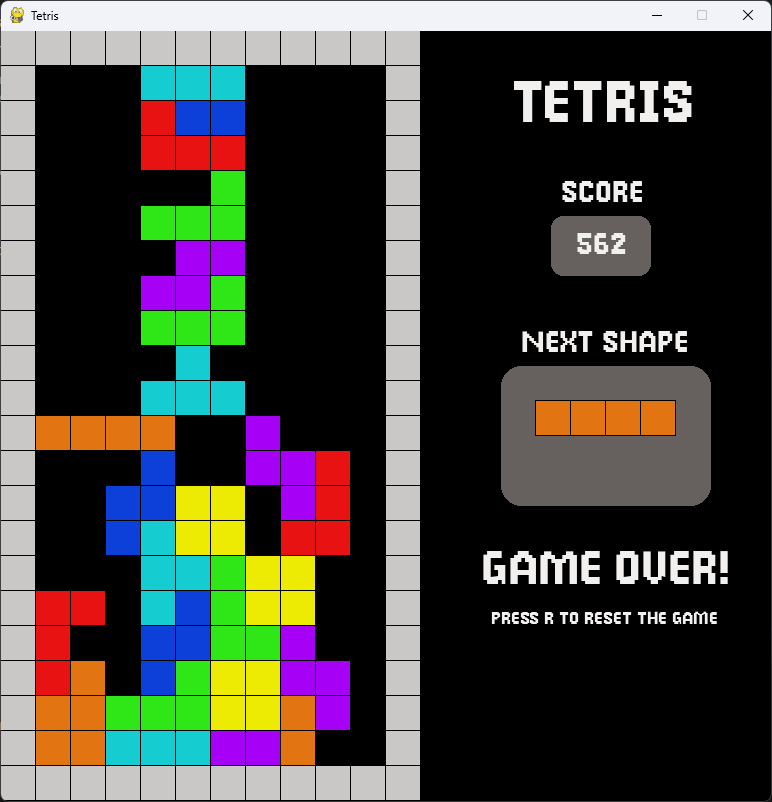 Tetris
TETRIS
SCORE
562
NEXT SHAPE
GAME OVER!
PRESS R TO RESET THE GAME